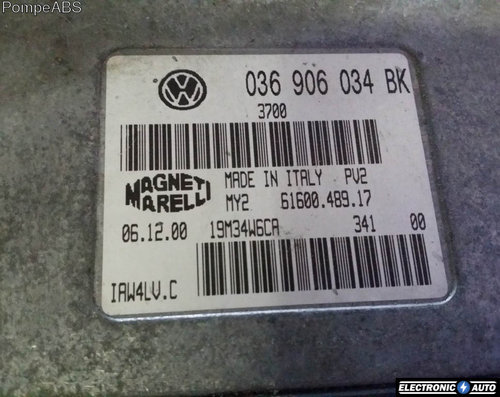 PompeABS
036 906 034 BK
3700
MAGNETI MARELLI
MADE IN ITALY PV2
MY2 61600.489.17
06.12.00 19M34W6CA 341 00
IAW4LV.C
ELECTRONIC AUTO